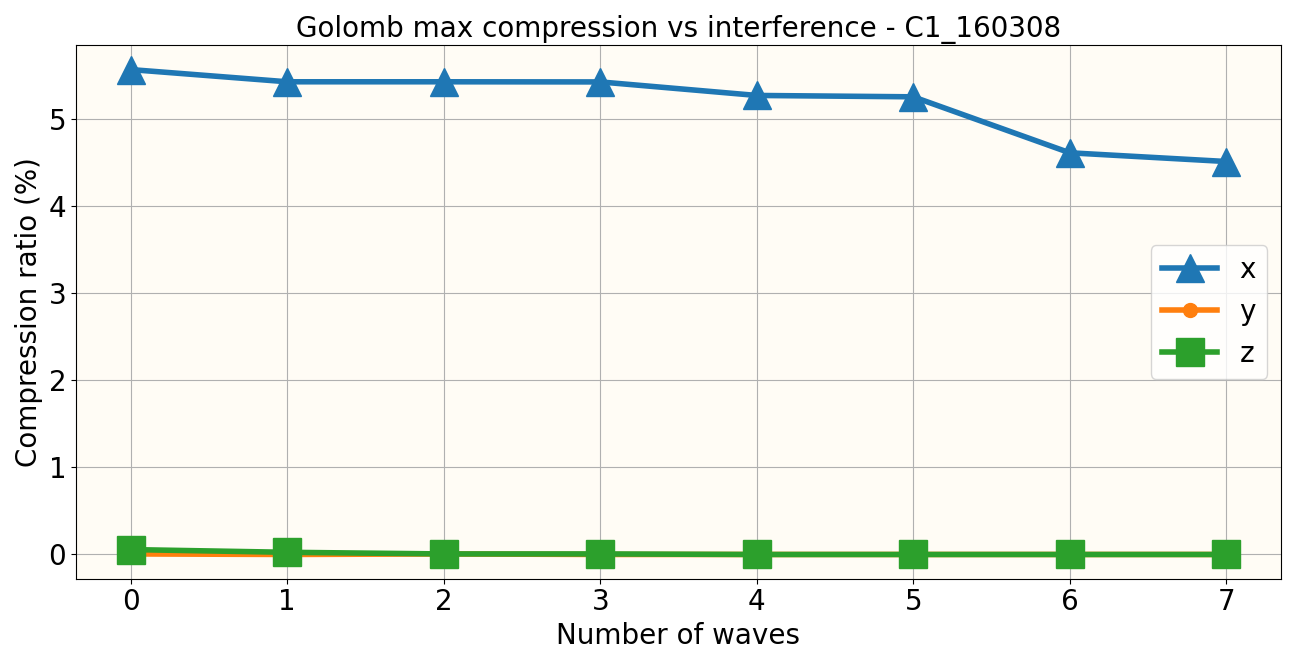 Golomb max compression vs interference - C1_160308
Compression ratio (%)
5
4
3
2
1
0
x
y
z
0 1 2 3 4 5 6 7
Number of waves